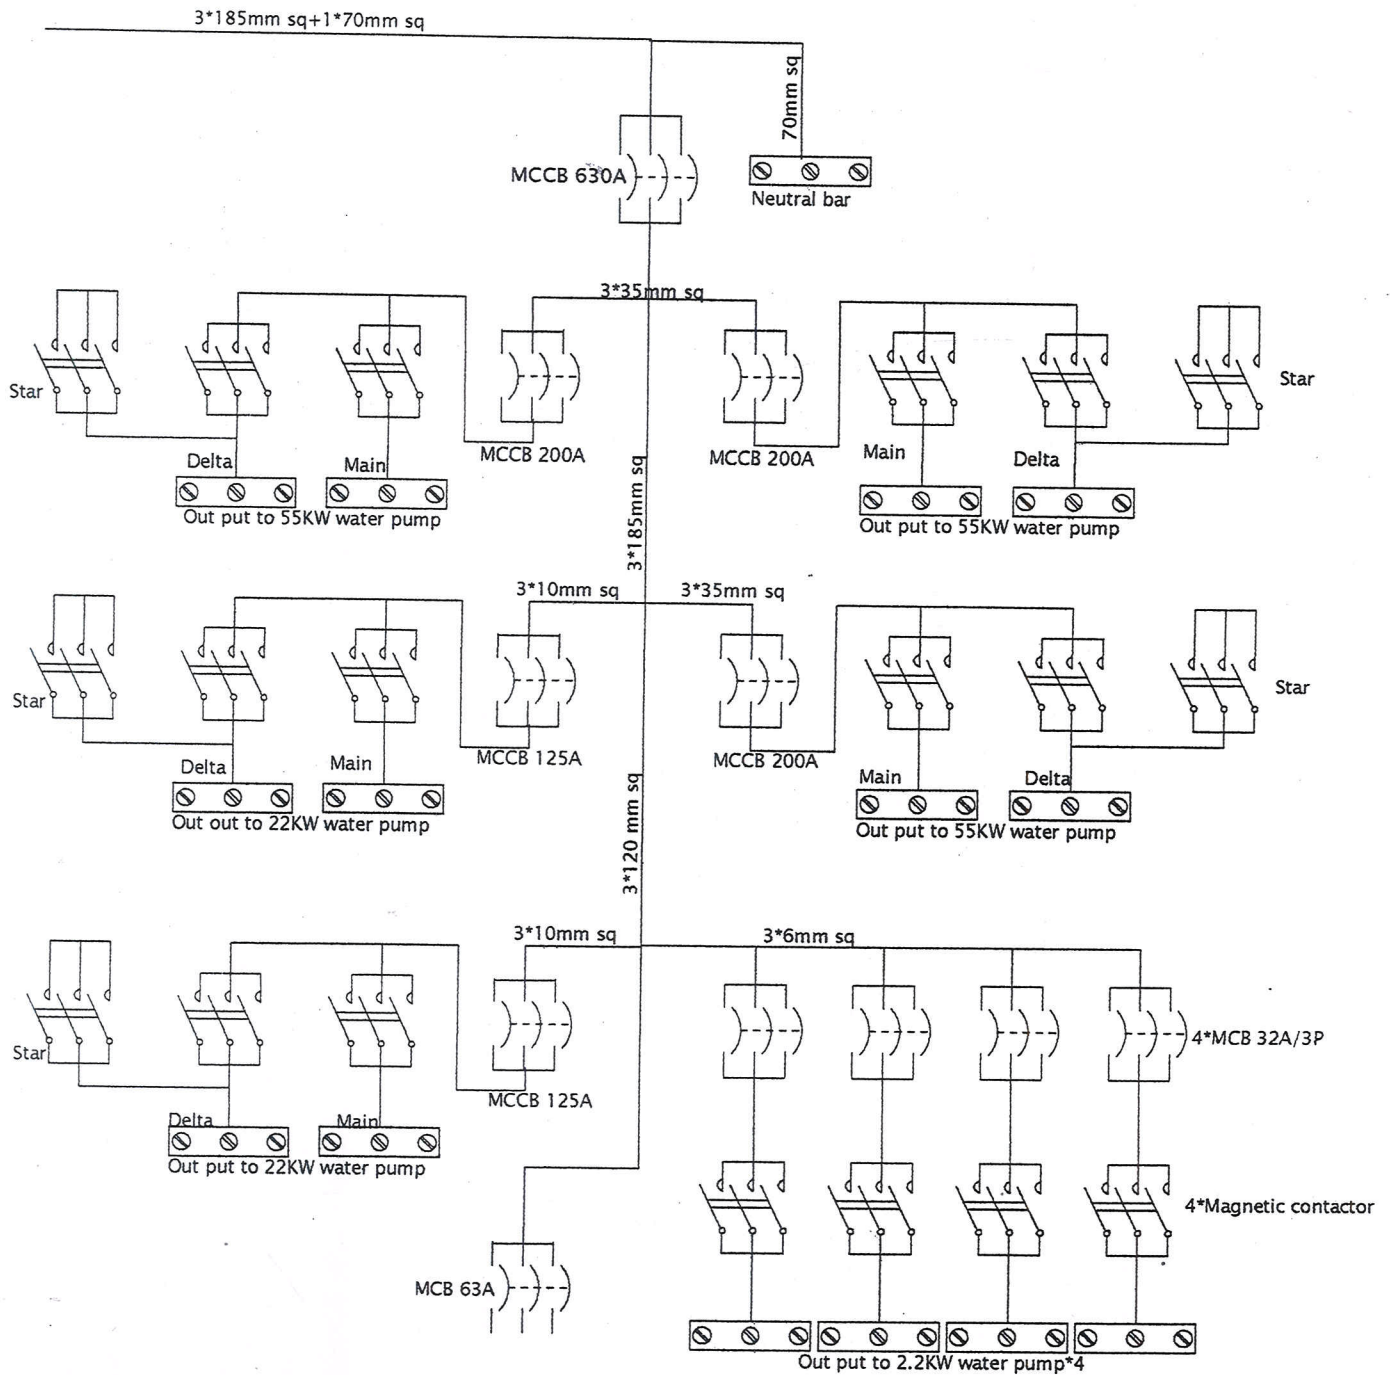 3*185mm sq+1*70mm sq
70mm sq
MCCB 630A
Neutral bar
3*35mm sq
Star
Star
MCCB 200A
MCCB 200A
Main
Delta
Delta
Main
Out put to 55KW water pump
Out put to 55KW water pump
3*185mm sq
3*10mm sq
3*35mm sq
Star
Star
MCCB 125A
MCCB 200A
Delta
Main
Main
Delta
Out out to 22KW water pump
Out put to 55KW water pump
3*120 mm sq
3*10mm sq
3*6mm sq
Star
4*MCB 32A/3P
MCCB 125A
Delta
Main
Out put to 22KW water pump
4*Magnetic contactor
MCB 63A
Out put to 2.2KW water pump*4